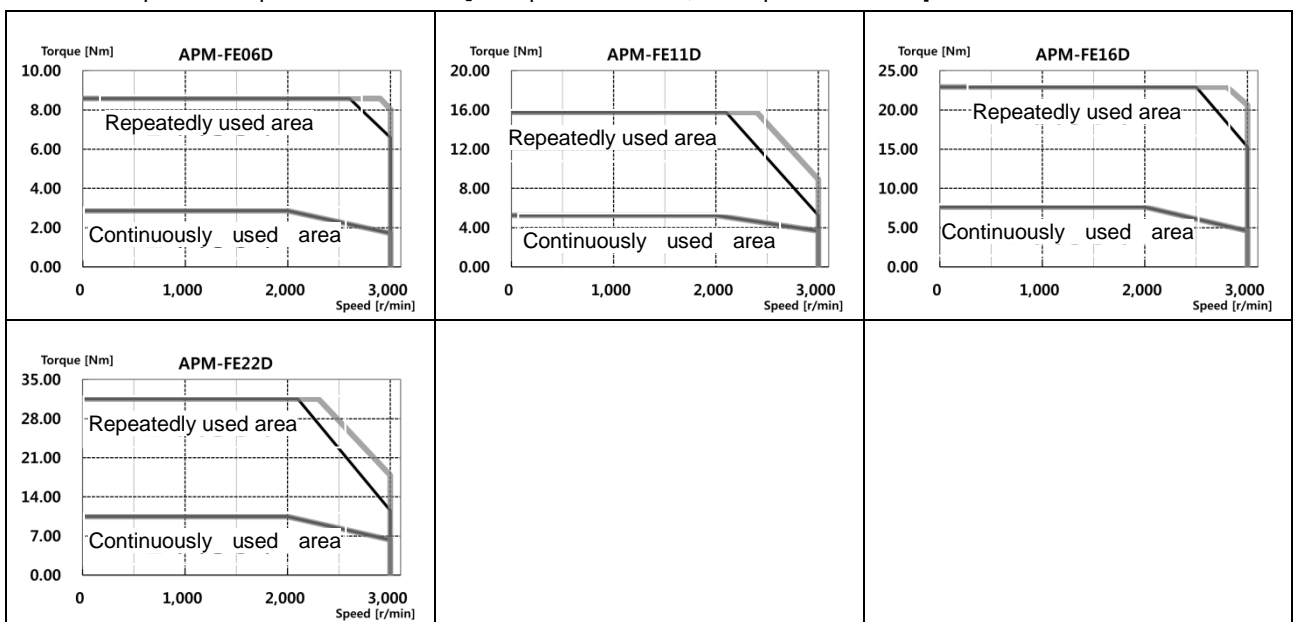 Torque [Nm] APM-FE06D
10.00
8.00
6.00
4.00
2.00
0.00
Repeatedly used area
Continuously used area
0 1,000 2,000 3,000
Speed [r/min]
Torque [Nm] APM-FE11D
20.00
16.00
12.00
8.00
4.00
0.00
Repeatedly used area
Continuously used area
0 1,000 2,000 3,000
Speed [r/min]
Torque [Nm] APM-FE16D
25.00
20.00
15.00
10.00
5.00
0.00
Repeatedly used area
Continuously used area
0 1,000 2,000 3,000
Speed [r/min]
Torque [Nm] APM-FE22D
35.00
28.00
21.00
14.00
7.00
0.00
Repeatedly used area
Continuously used area
0 1,000 2,000 3,000
Speed [r/min]